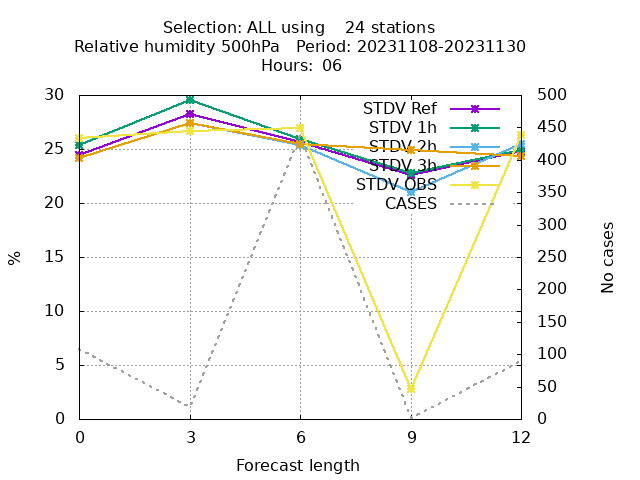 Selection: ALL using    24 stations
Relative humidity 500hPa   Period: 20231108-20231130
Hours: 06
30
25
20
15
10
5
0
%
500
450
400
350
300
250
200
150
100
50
0
No cases
STDV Ref
STDV 1h
STDV 2h
STDV 3h
STDV OBS
CASES
0 3 6 9 12
Forecast length